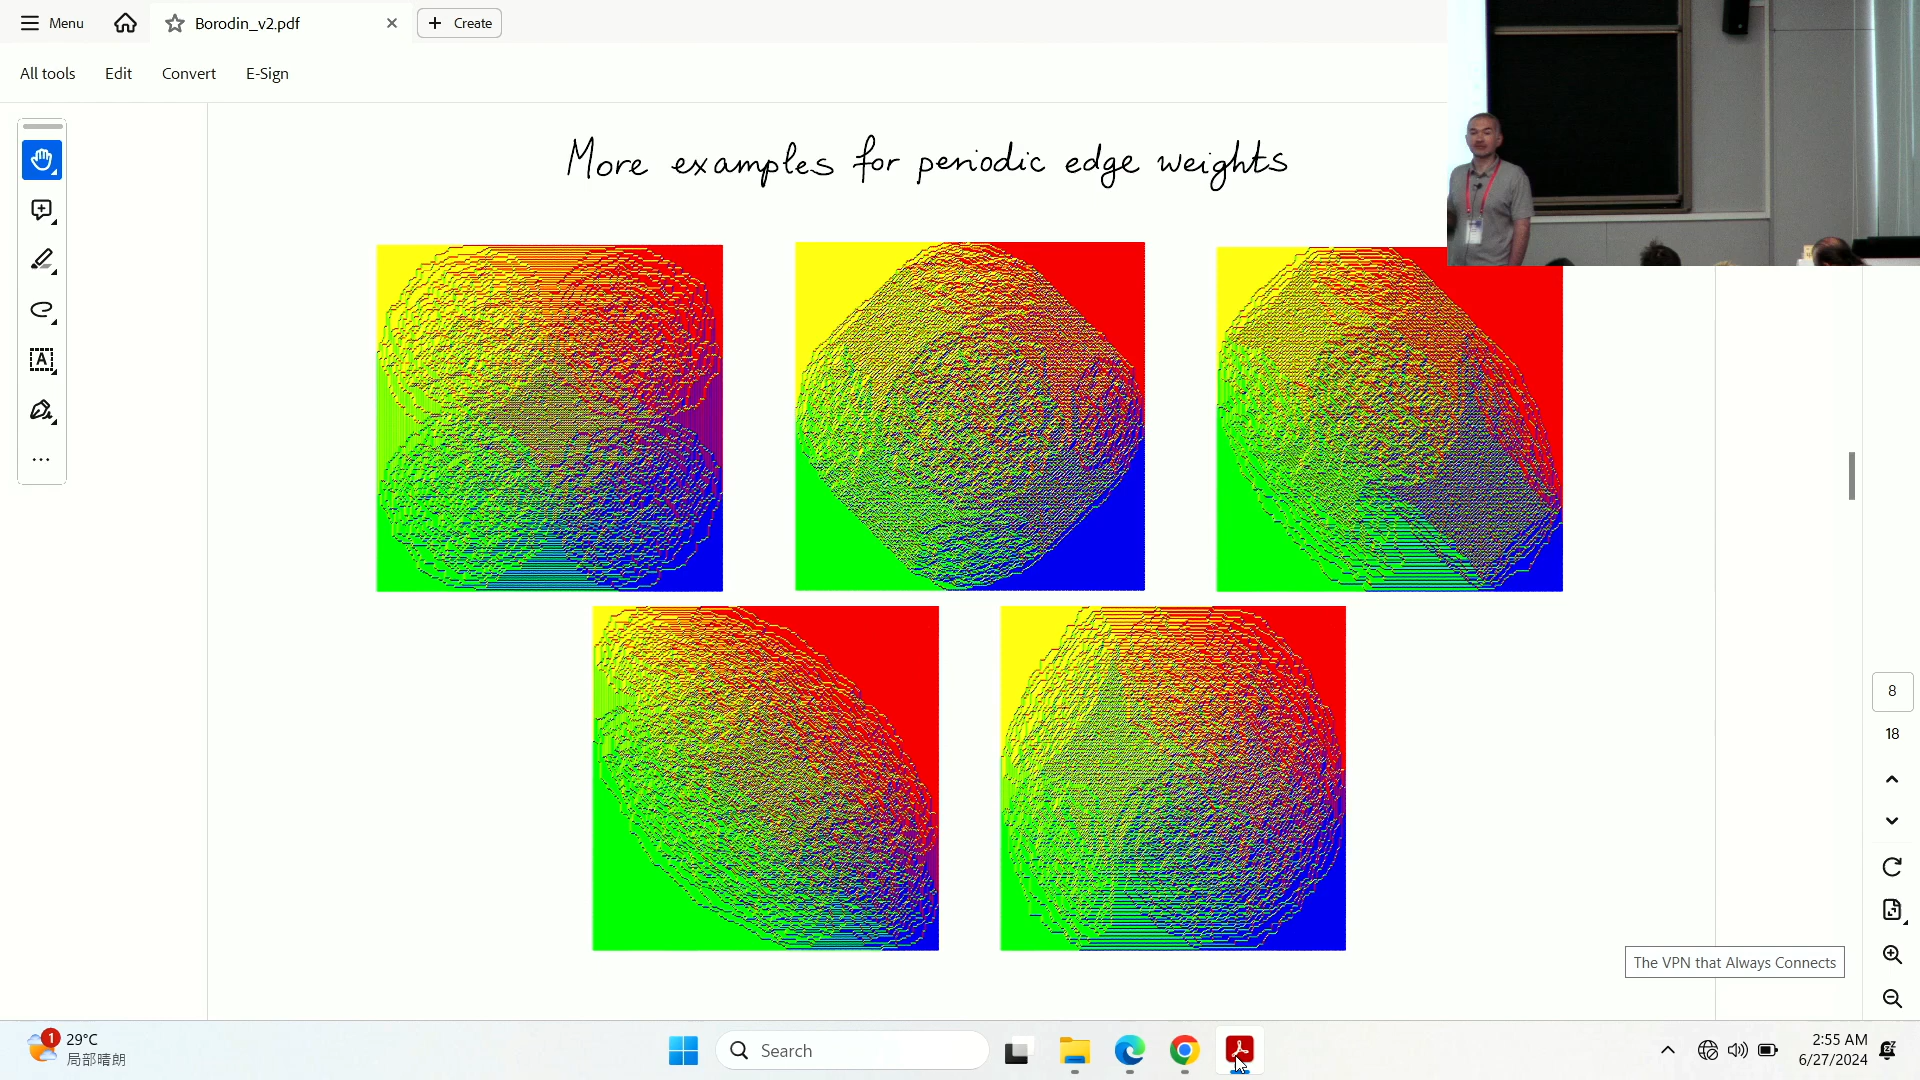 Menu
Borodin_v2.pdf
Create
All tools
Edit
Convert
E-Sign
More examples for periodic edge weights
8
18
The VPN that Always Connects
1
29°C
局部晴朗
Search
2:55 AM
6/27/2024